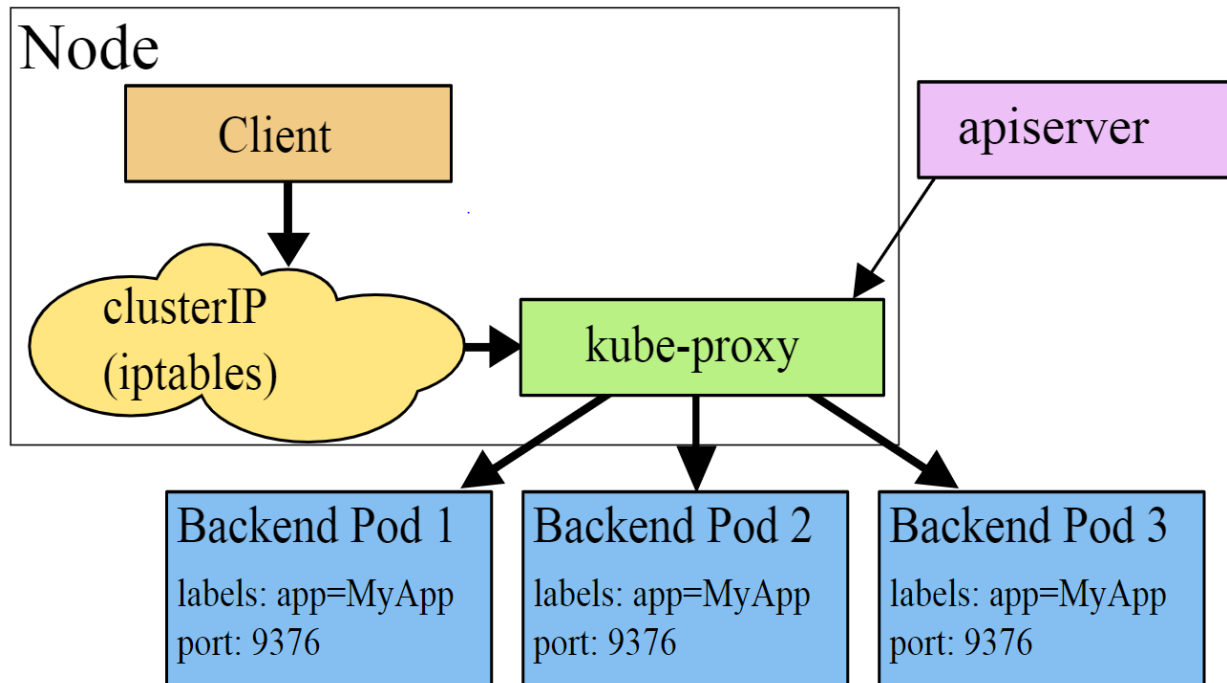 Node
Client
apiserver
clusterIP
(iptables)
kube-proxy
Backend Pod 1
labels: app=MyApp
port: 9376
Backend Pod 2
labels: app=MyApp
port: 9376
Backend Pod 3
labels: app=MyApp
port: 9376